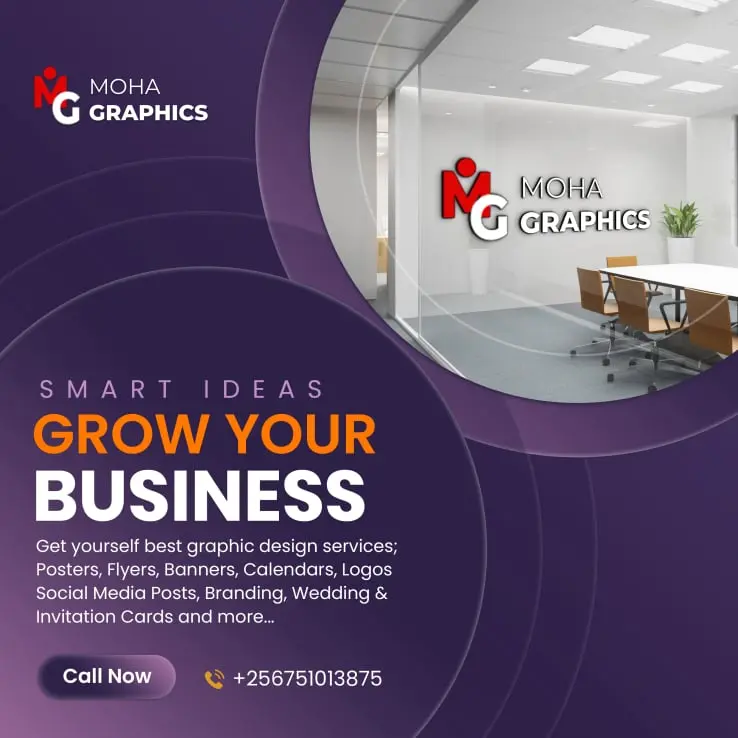 MOHA
GRAPHICS
MOHA
GRAPHICS
SMART IDEAS
GROW YOUR
BUSINESS
Get yourself best graphic design services;
Posters, Flyers, Banners, Calendars, Logos
Social Media Posts, Branding, Wedding &
Invitation Cards and more...
Call Now
+256751013875